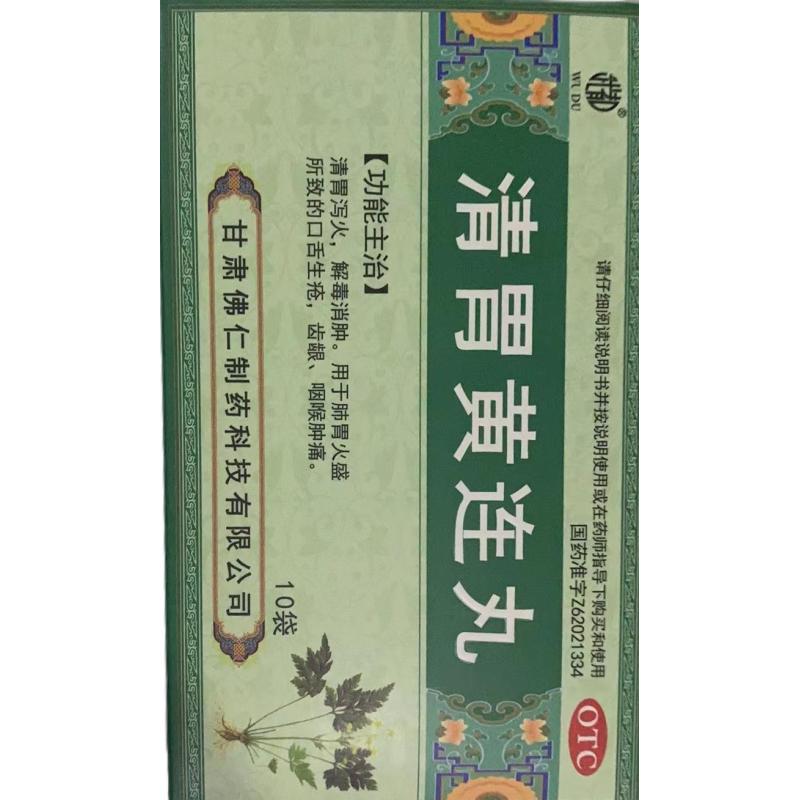 武都®
WU DU
请仔细阅读说明书并按说明使用或在药师指导下购买和使用
国药准字Z62021334
OTC
清胃黄连丸
【功能主治】
清胃泻火，解毒消肿。用于肺胃火盛
所致的口舌生疮，齿龈、咽喉肿痛。
10袋
甘肃佛仁制药科技有限公司